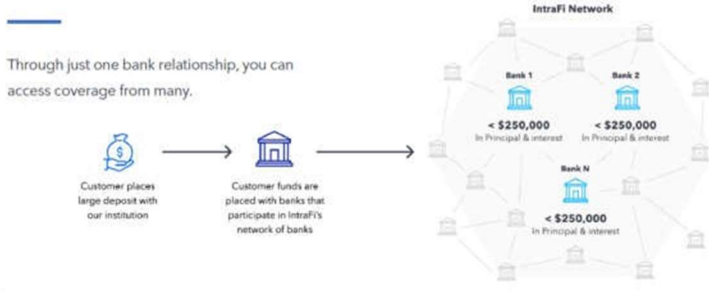 IntraFi Network
Through just one bank relationship, you can
access coverage from many.
$
Customer places
large deposit with
our institution
Customer funds are
placed with banks that
participate in IntraFi's
network of banks
Bank 1
< $250,000
In Principal & interest
Bank 2
< $250,000
In Principal & interest
Bank N
< $250,000
In Principal & interest